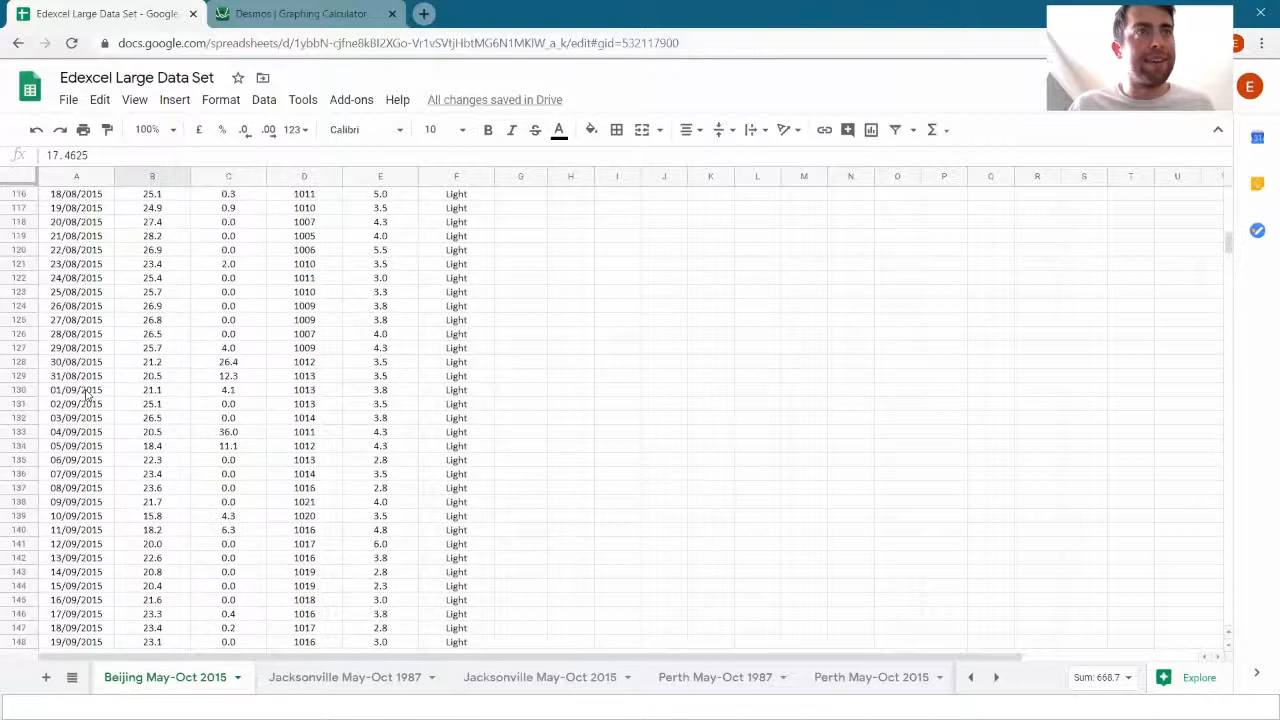 Edexcel Large Data Set - Google
Desmos | Graphing Calculator
docs.google.com/spreadsheets/d/1ybbN-cjfne8kBI2XGo-Vr1vSVtjHbtMG6N1MKlW_a_k/edit#gid=532117900
Edexcel Large Data Set
File Edit View Insert Format Data Tools Add-ons Help All changes saved in Drive
100% £ % .0 .00 123 Calibri 10 B I S A
17.4625
A B C D E F G H I J K L M N O P Q R S T U
116 18/08/2015 25.1 0.3 1011 5.0 Light
117 19/08/2015 24.9 0.9 1010 3.5 Light
118 20/08/2015 27.4 0.0 1007 4.3 Light
119 21/08/2015 28.2 0.0 1005 4.0 Light
120 22/08/2015 26.9 0.0 1006 5.5 Light
121 23/08/2015 23.4 2.0 1010 3.5 Light
122 24/08/2015 25.4 0.0 1011 3.0 Light
123 25/08/2015 25.7 0.0 1010 3.3 Light
124 26/08/2015 26.9 0.0 1009 3.8 Light
125 27/08/2015 26.8 0.0 1009 3.8 Light
126 28/08/2015 26.5 0.0 1007 4.0 Light
127 29/08/2015 25.7 4.0 1009 4.3 Light
128 30/08/2015 21.2 26.4 1012 3.5 Light
129 31/08/2015 20.5 12.3 1013 3.5 Light
130 01/09/2015 21.1 4.1 1013 3.8 Light
131 02/09/2015 25.1 0.0 1013 3.5 Light
132 03/09/2015 26.5 0.0 1014 3.8 Light
133 04/09/2015 20.5 36.0 1011 4.3 Light
134 05/09/2015 18.4 11.1 1012 4.3 Light
135 06/09/2015 22.3 0.0 1013 2.8 Light
136 07/09/2015 23.4 0.0 1014 3.5 Light
137 08/09/2015 23.6 0.0 1016 2.8 Light
138 09/09/2015 21.7 0.0 1021 4.0 Light
139 10/09/2015 15.8 4.3 1020 3.5 Light
140 11/09/2015 18.2 6.3 1016 4.8 Light
141 12/09/2015 20.0 0.0 1017 6.0 Light
142 13/09/2015 22.6 0.0 1016 3.8 Light
143 14/09/2015 20.8 0.0 1019 2.8 Light
144 15/09/2015 20.4 0.0 1019 2.3 Light
145 16/09/2015 21.6 0.0 1018 3.0 Light
146 17/09/2015 23.3 0.4 1016 3.8 Light
147 18/09/2015 23.4 0.2 1017 2.8 Light
148 19/09/2015 23.1 0.0 1016 3.0 Light
Beijing May-Oct 2015 Jacksonville May-Oct 1987 Jacksonville May-Oct 2015 Perth May-Oct 1987 Perth May-Oct 2015 Sum: 668.7 Explore